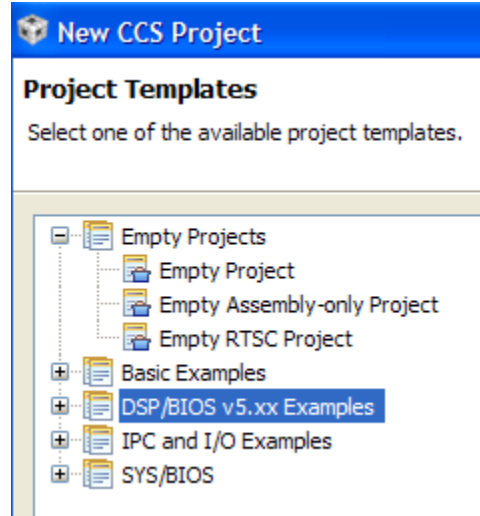 New CCS Project
Project Templates
Select one of the available project templates.
Empty Projects
Empty Project
Empty Assembly-only Project
Empty RTSC Project
Basic Examples
DSP/BIOS v5.xx Examples
IPC and I/O Examples
SYS/BIOS